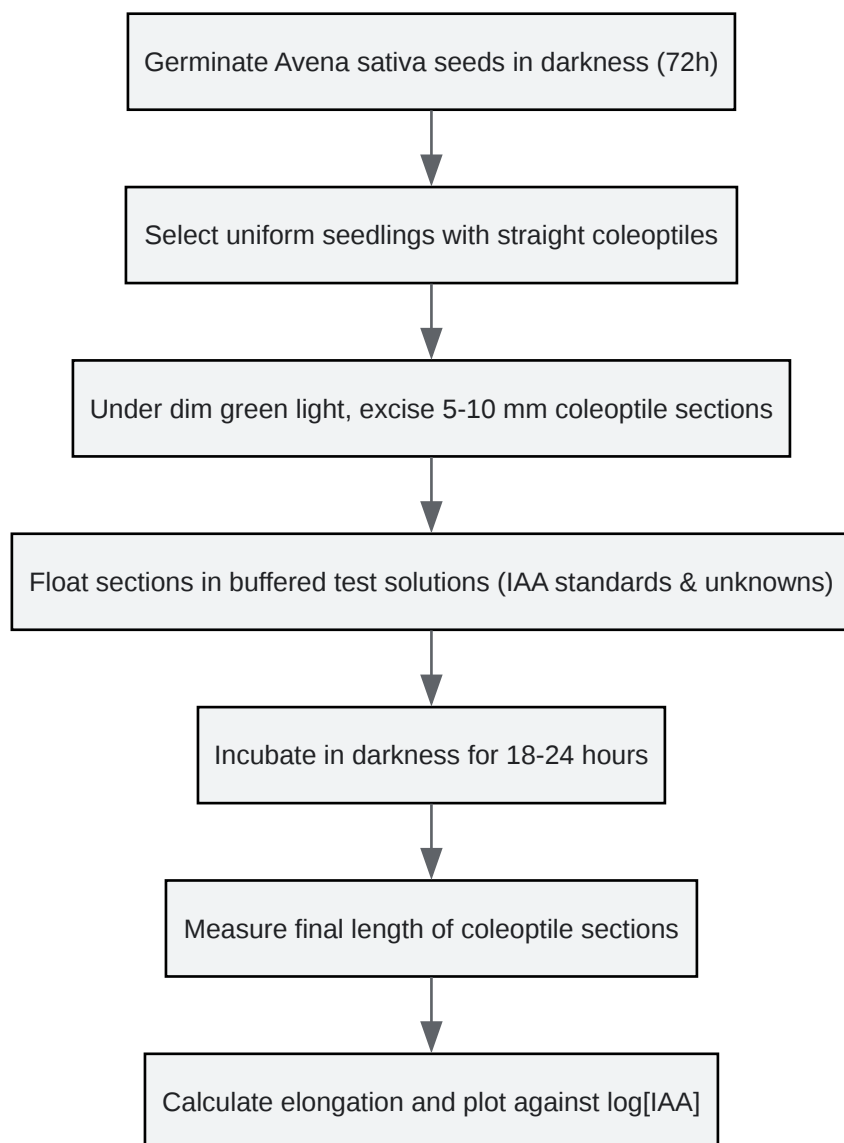 Germinate Avena sativa seeds in darkness (72h)
Select uniform seedlings with straight coleoptiles
Under dim green light, excise 5-10 mm coleoptile sections
Float sections in buffered test solutions (IAA standards & unknowns)
Incubate in darkness for 18-24 hours
Measure final length of coleoptile sections
Calculate elongation and plot against log[IAA]